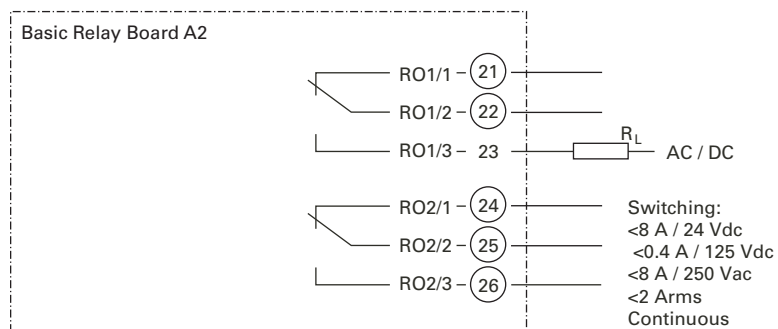 Basic Relay Board A2
RO1/1 – 21
RO1/2 – 22
RO1/3 – 23
RL
AC / DC
RO2/1 – 24
RO2/2 – 25
RO2/3 – 26
Switching:
<8 A / 24 Vdc
<0.4 A / 125 Vdc
<8 A / 250 Vac
<2 Arms
Continuous